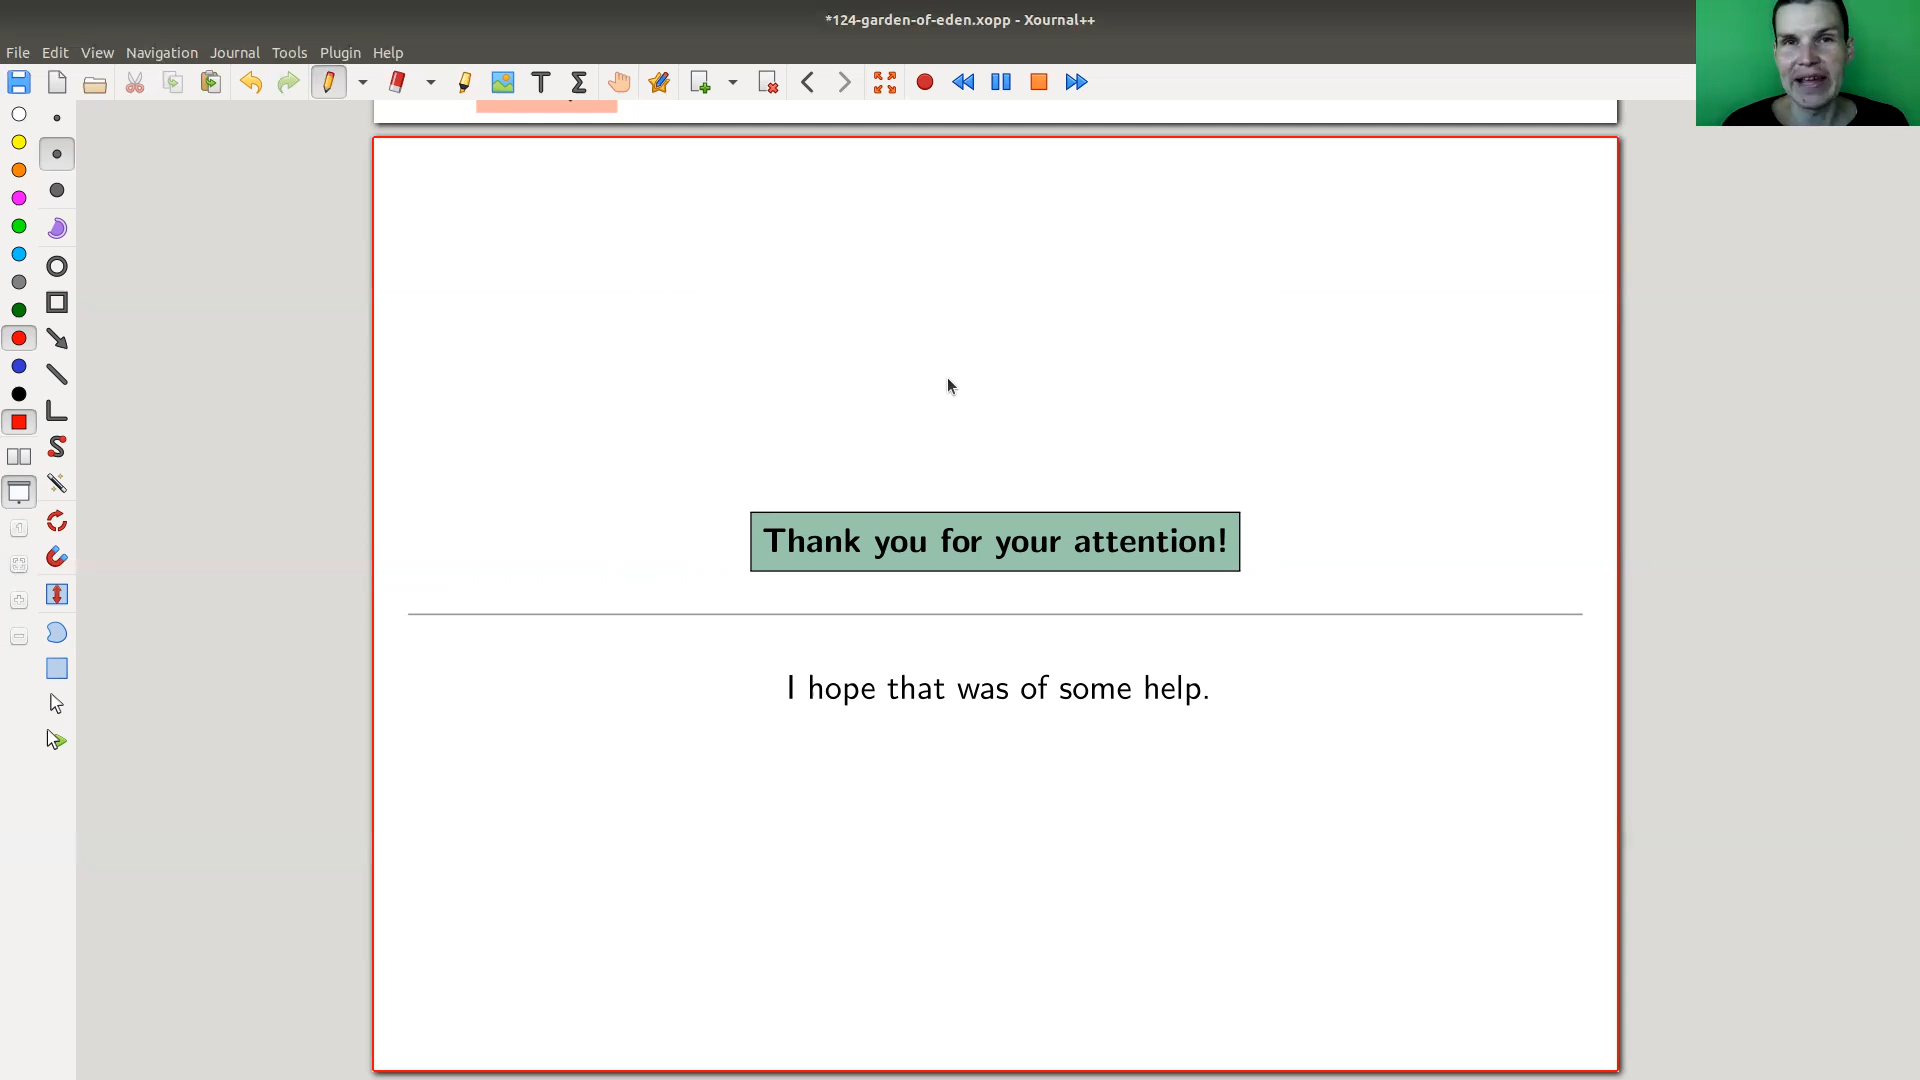 *124-garden-of-eden.xopp - Xournal++
File Edit View Navigation Journal Tools Plugin Help
Thank you for your attention!
I hope that was of some help.